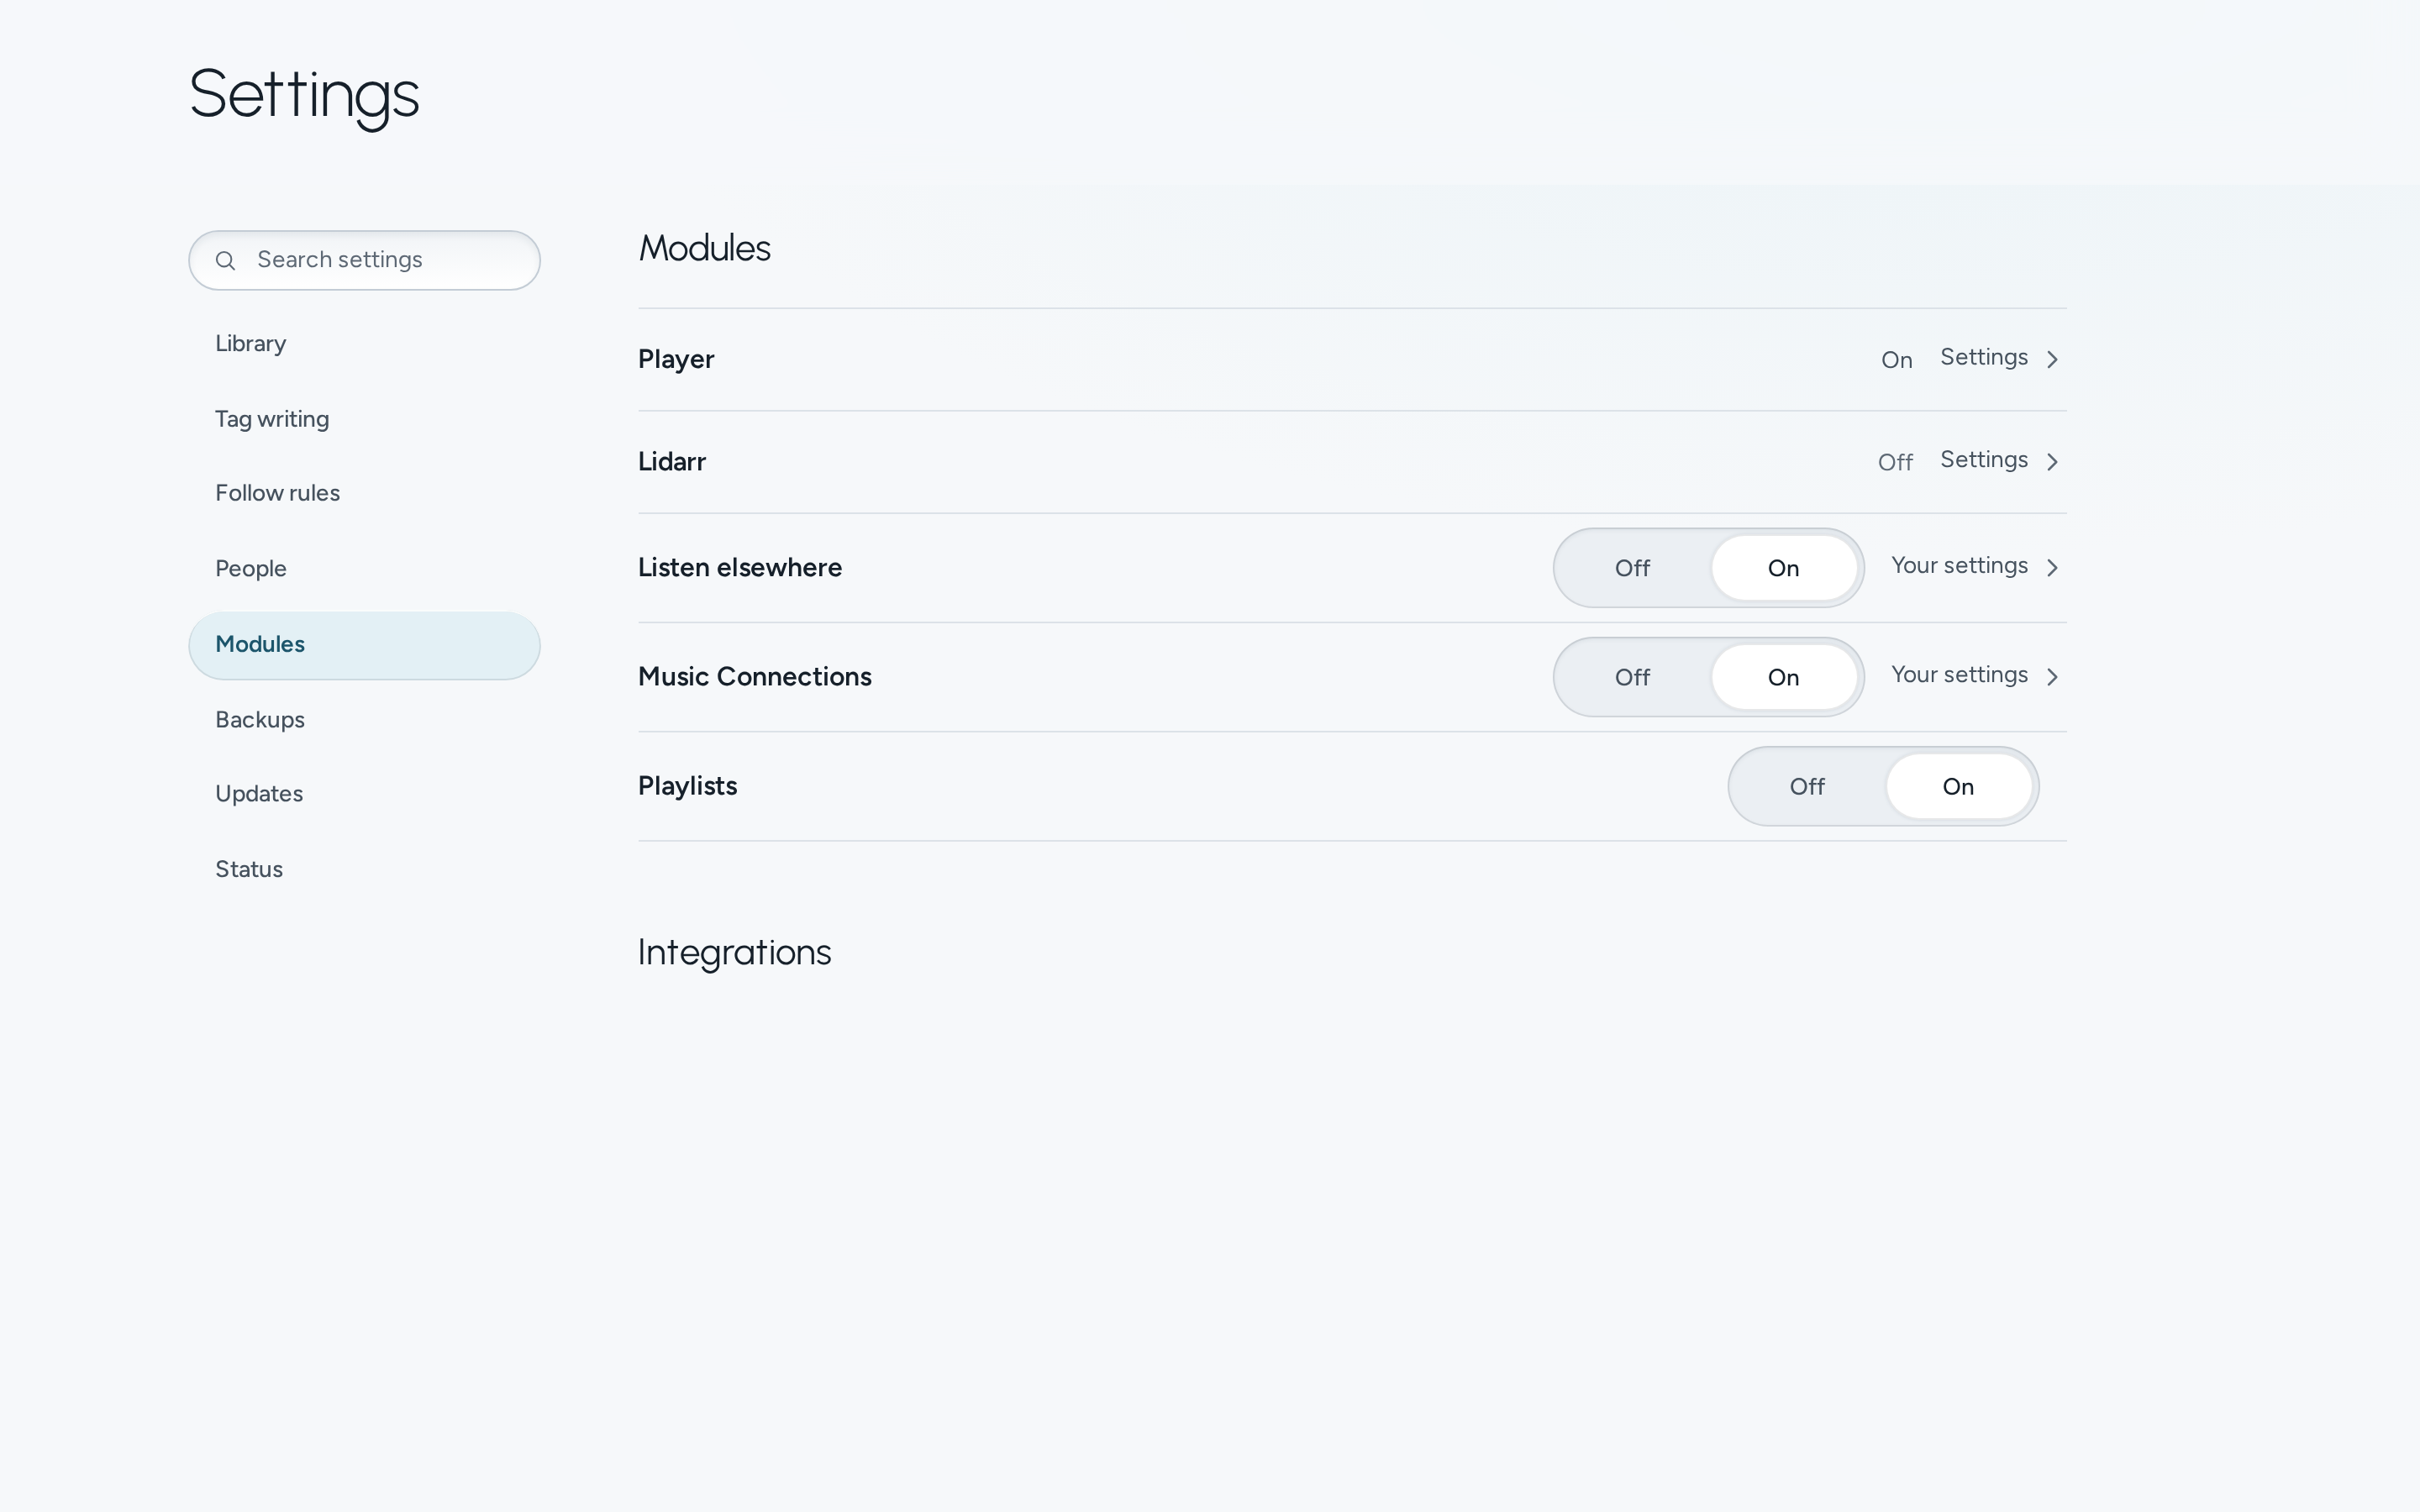 Settings
Search settings
Library
Tag writing
Follow rules
People
Modules
Backups
Updates
Status
Modules
Player On Settings
Lidarr Off Settings
Listen elsewhere Off On Your settings
Music Connections Off On Your settings
Playlists Off On
Integrations